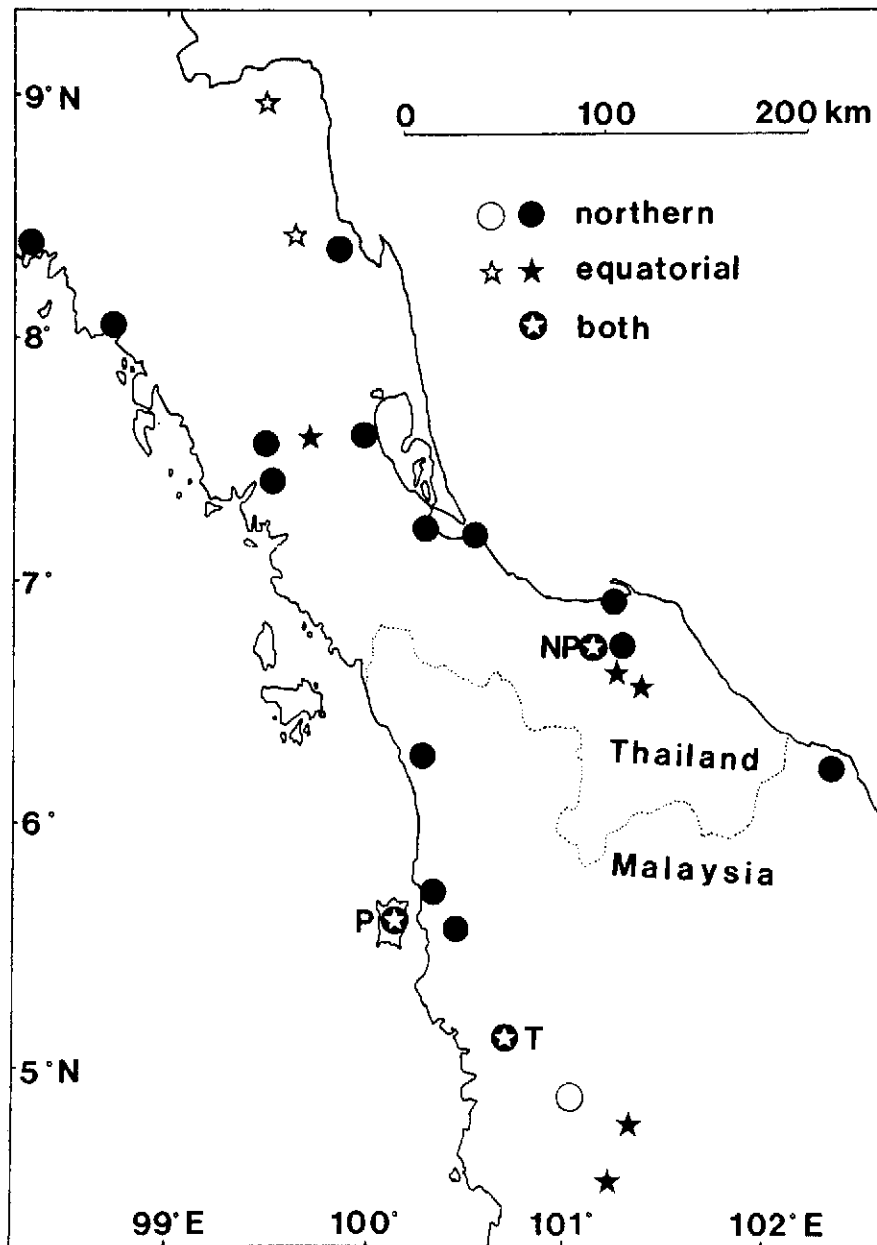 9°N
0 100 200 km
northern
equatorial
both
8°
7°
NP
Thailand
6°
Malaysia
P
T
5°N
99°E 100° 101° 102°E